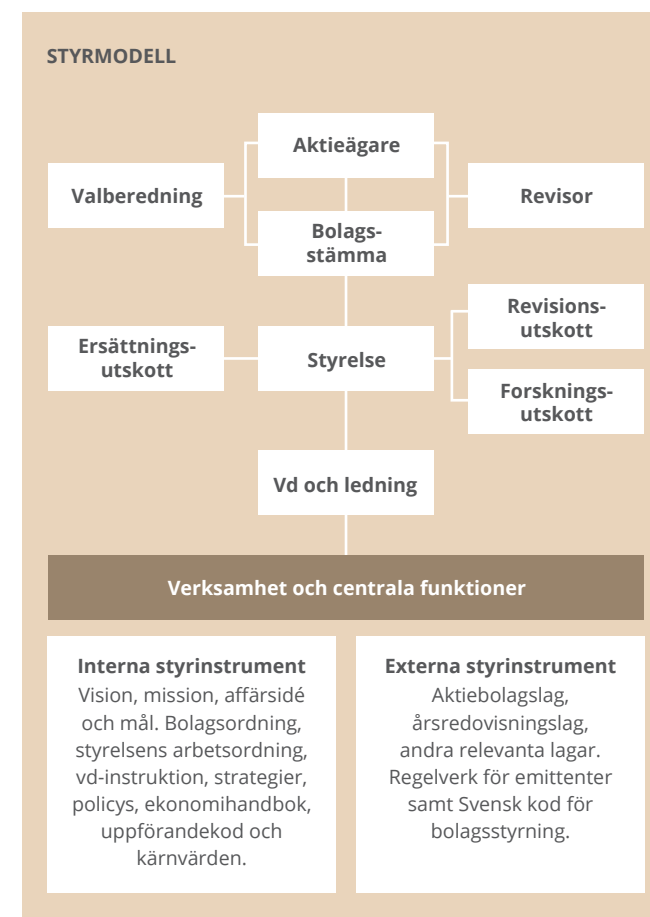 STYRMODELL
Aktieägare
Valberedning
Revisor
Bolags-
stämma
Revisions-
utskott
Ersättnings-
utskott
Styrelse
Forsknings-
utskott
Vd och ledning
Verksamhet och centrala funktioner
Interna styrinstrument
Vision, mission, affärsidé
och mål. Bolagsordning,
styrelsens arbetsordning,
vd-instruktion, strategier,
policys, ekonomihandbok,
uppförandekod och
kärnvärden.
Externa styrinstrument
Aktiebolagslag,
årsredovisningslag,
andra relevanta lagar.
Regelverk för emittenter
samt Svensk kod för
bolagsstyrning.